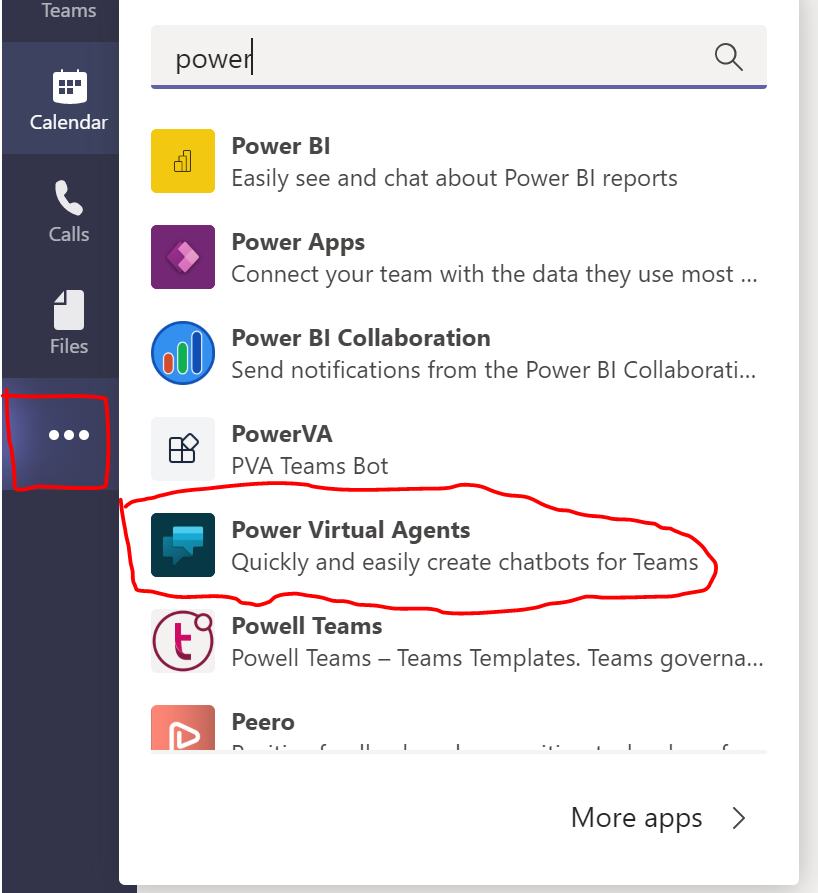 Teams
Calendar
Calls
Files
power
Power BI
Easily see and chat about Power BI reports
Power Apps
Connect your team with the data they use most ...
Power BI Collaboration
Send notifications from the Power BI Collaborati...
PowerVA
PVA Teams Bot
Power Virtual Agents
Quickly and easily create chatbots for Teams
Powell Teams
Powell Teams – Teams Templates. Teams governa...
Peero
More apps